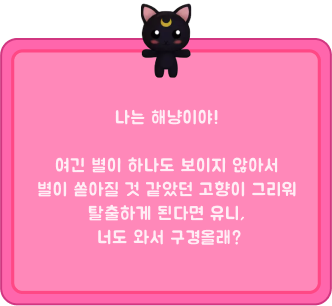 나는 해냥이야!
여긴 별이 하나도 보이지 않아서
별이 쏟아질 것 같았던 고향이 그리워
탈출하게 된다면 유니,
너도 와서 구경올래?